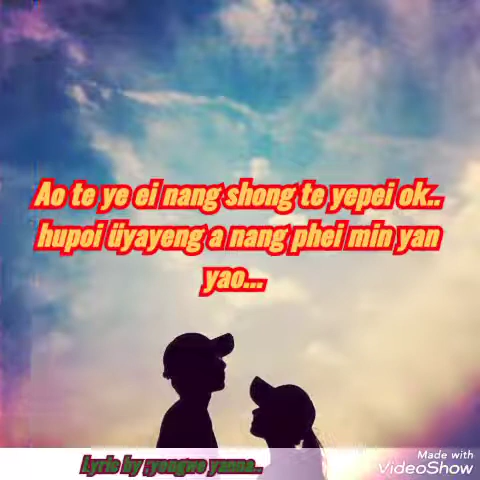 Ao te ye ei nang shong te yepei ok..
hupoi üyayeng a nang phei min yan
yao...
Lyric by :yongwe yanna..
Made with
VideoShow